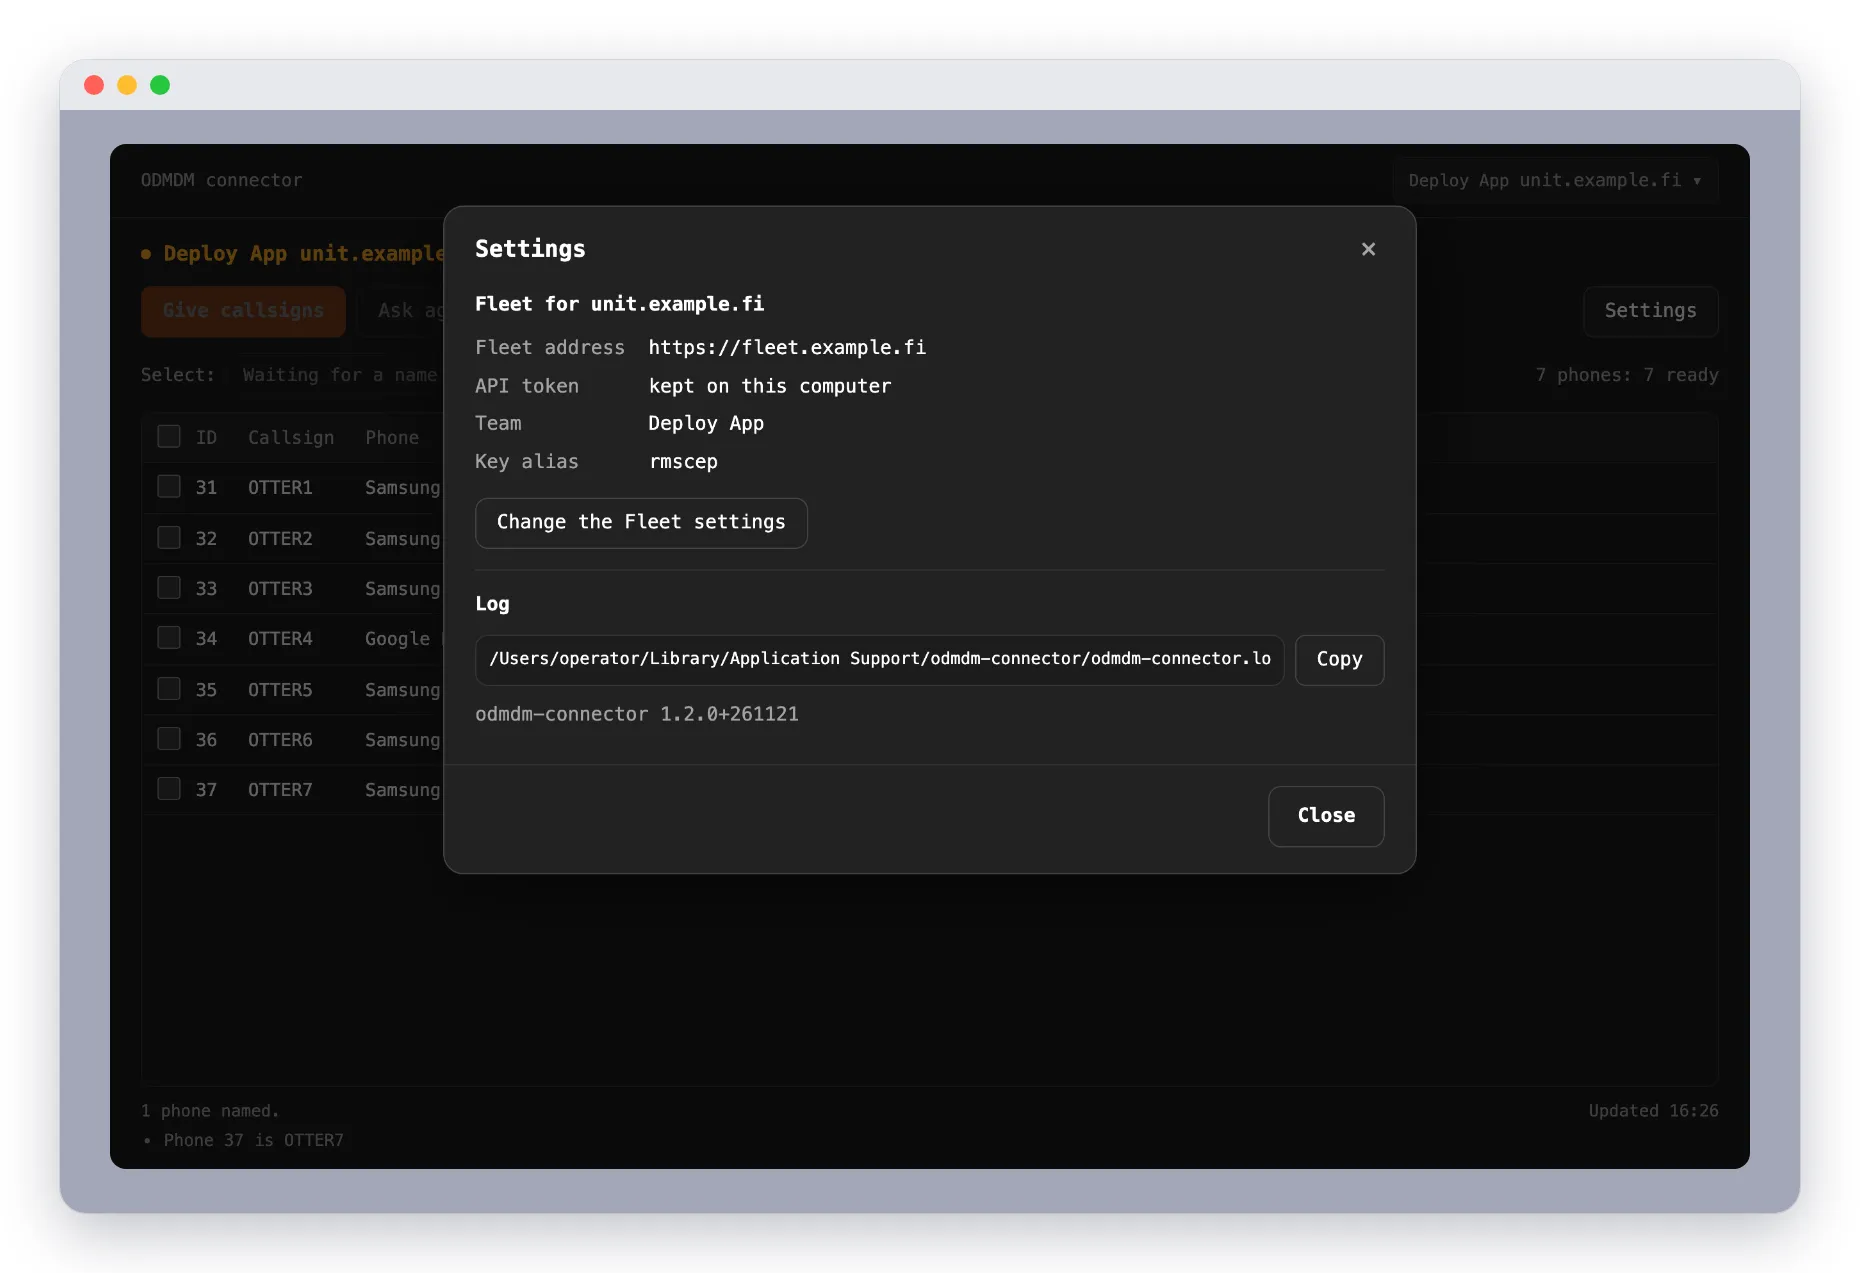 ODMDM connector
Deploy App unit.example.fi ▾
● Deploy App unit.example
Give callsigns
Ask ag
Settings
Select:
Waiting for a name
7 phones: 7 ready
ID Callsign Phone
31 OTTER1 Samsung
32 OTTER2 Samsung
33 OTTER3 Samsung
34 OTTER4 Google
35 OTTER5 Samsung
36 OTTER6 Samsung
37 OTTER7 Samsung
1 phone named.
Updated 16:26
• Phone 37 is OTTER7
Settings
×
Fleet for unit.example.fi
Fleet address https://fleet.example.fi
API token kept on this computer
Team Deploy App
Key alias rmscep
Change the Fleet settings
Log
/Users/operator/Library/Application Support/odmdm-connector/odmdm-connector.lo
Copy
odmdm-connector 1.2.0+261121
Close